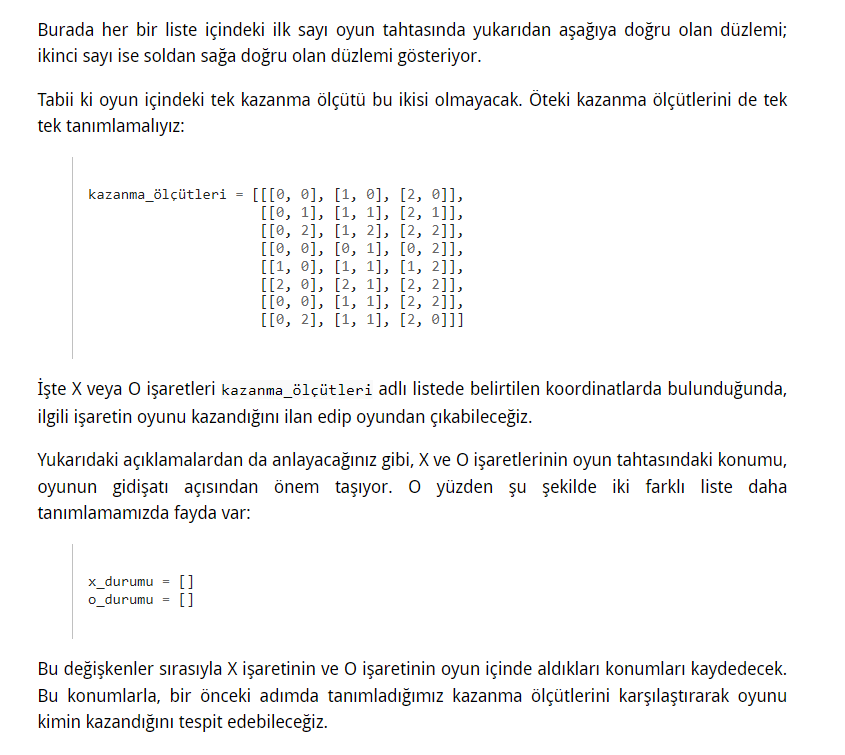 Burada her bir liste içindeki ilk sayı oyun tahtasında yukarıdan aşağıya doğru olan düzlemi;
ikinci sayı ise soldan sağa doğru olan düzlemi gösteriyor.
Tabii ki oyun içindeki tek kazanma ölçütü bu ikisi olmayacak. Öteki kazanma ölçütlerini de tek
tek tanımlamalıyız:
kazanma_ölçütleri = [[[0, 0], [1, 0], [2, 0]],
[[0, 1], [1, 1], [2, 1]],
[[0, 2], [1, 2], [2, 2]],
[[0, 0], [0, 1], [0, 2]],
[[1, 0], [1, 1], [1, 2]],
[[2, 0], [2, 1], [2, 2]],
[[0, 0], [1, 1], [2, 2]],
[[0, 2], [1, 1], [2, 0]]]
İşte X veya O işaretleri kazanma_ölçütleri adlı listede belirtilen koordinatlarda bulunduğunda,
ilgili işaretin oyunu kazandığını ilan edip oyundan çıkabileceğiz.
Yukarıdaki açıklamalardan da anlayacağınız gibi, X ve O işaretlerinin oyun tahtasındaki konumu,
oyunun gidişatı açısından önem taşıyor. O yüzden şu şekilde iki farklı liste daha
tanımlamamızda fayda var:
x_durumu = []
o_durumu = []
Bu değişkenler sırasıyla X işaretinin ve O işaretinin oyun içinde aldıkları konumları kaydedecek.
Bu konumlarla, bir önceki adımda tanımladığımız kazanma ölçütlerini karşılaştırarak oyunu
kimin kazandığını tespit edebileceğiz.